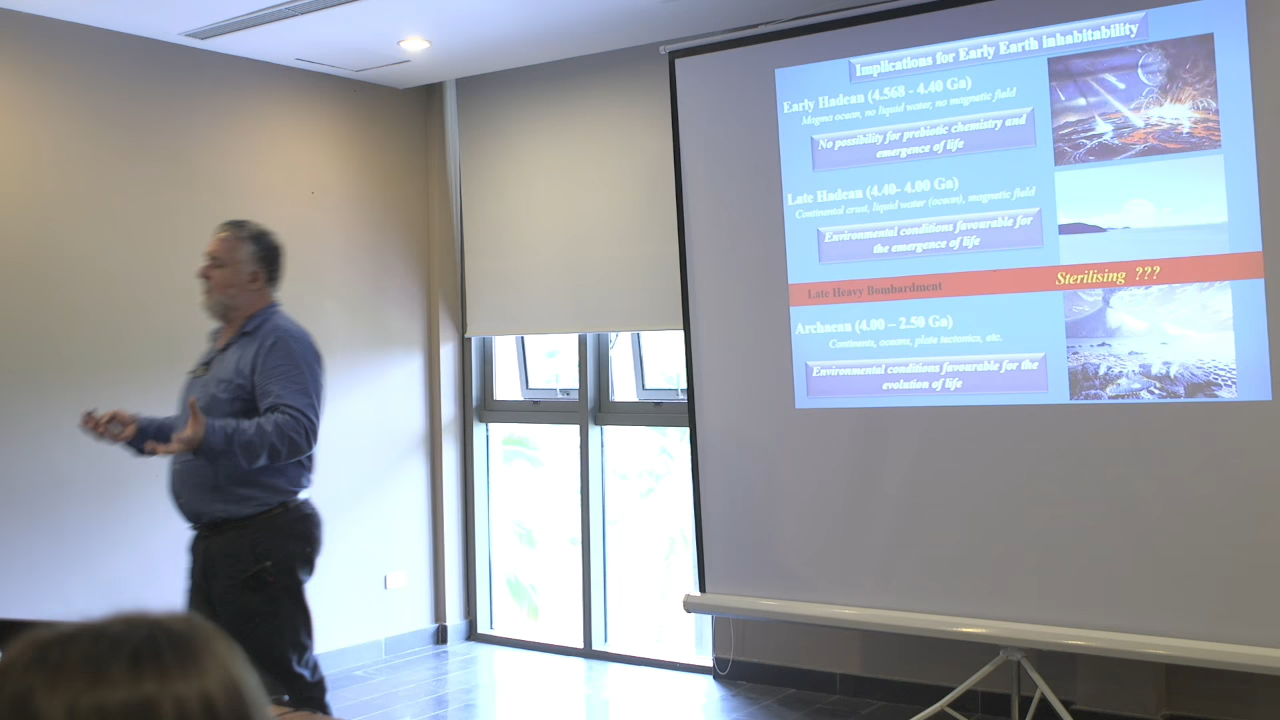 Implications for Early Earth inhabitability
Early Hadean (4.568 - 4.40 Ga)
Magma ocean, no liquid water, no magnetic field
No possibility for prebiotic chemistry and
emergence of life
Late Hadean (4.40- 4.00 Ga)
Continental crust, liquid water (ocean), magnetic field
Environmental conditions favourable for
the emergence of life
Late Heavy Bombardment
Sterilising ???
Archaean (4.00 – 2.50 Ga)
Continents, oceans, plate tectonics, etc.
Environmental conditions favourable for the
evolution of life